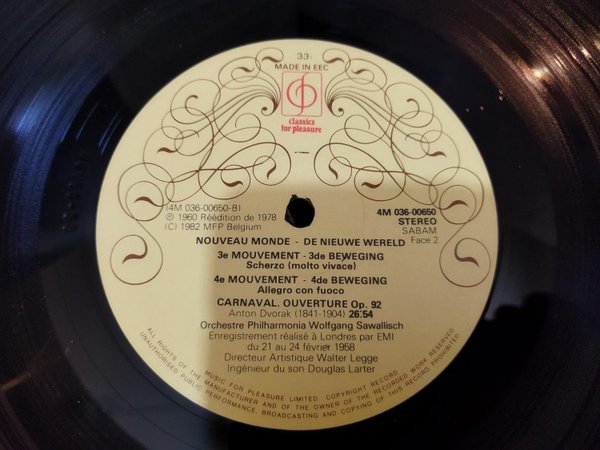 33⅓
MADE IN EEC
classics
for pleasure
(4M 036-00650-B)
℗ 1960 Réédition de 1978
(C) 1982 MFP Belgium
4M 036-00650
STEREO
SABAM
Face 2
NOUVEAU MONDE - DE NIEUWE WERELD
3e MOUVEMENT - 3de BEWEGING
Scherzo (molto vivace)
4e MOUVEMENT - 4de BEWEGING
Allegro con fuoco
CARNAVAL. OUVERTURE Op. 92
Anton Dvorak (1841-1904) 26:54
Orchestre Philharmonia Wolfgang Sawallisch
Enregistrement réalisé à Londres par EMI
du 21 au 24 février 1958
Directeur Artistique Walter Legge
Ingénieur du son Douglas Larter
MUSIC FOR PLEASURE LIMITED. COPYRIGHT RECORD.
ALL RIGHTS OF THE MANUFACTURER AND OF THE OWNER OF THE RECORDED WORK RESERVED
UNAUTHORISED PUBLIC PERFORMANCE, BROADCASTING AND COPYING OF THIS RECORD PROHIBITED